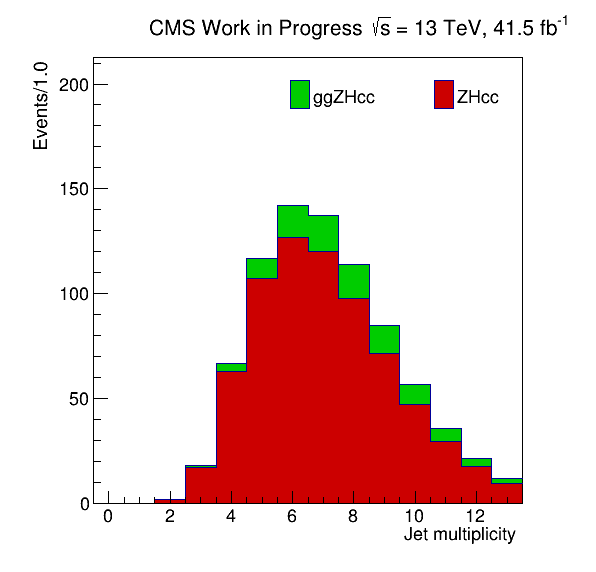 CMS Work in Progress √s = 13 TeV, 41.5 fb⁻¹
Events/1.0
ggZHcc ZHcc
200
150
100
50
0
0 2 4 6 8 10 12
Jet multiplicity